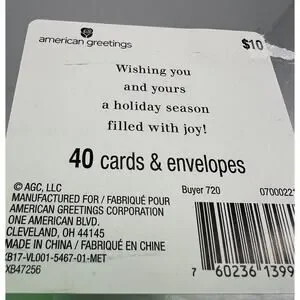 american greetings
$10
Wishing you
and yours
a holiday season
filled with joy!
40 cards & envelopes
© AGC, LLC
Buyer 720
MANUFACTURED FOR / FABRIQUÉ POUR
AMERICAN GREETINGS CORPORATION
ONE AMERICAN BLVD.
CLEVELAND, OH 44145
MADE IN CHINA / FABRIQUÉ EN CHINE
XB17-VL001-5467-01-MET
XB47256
7 60236 1399